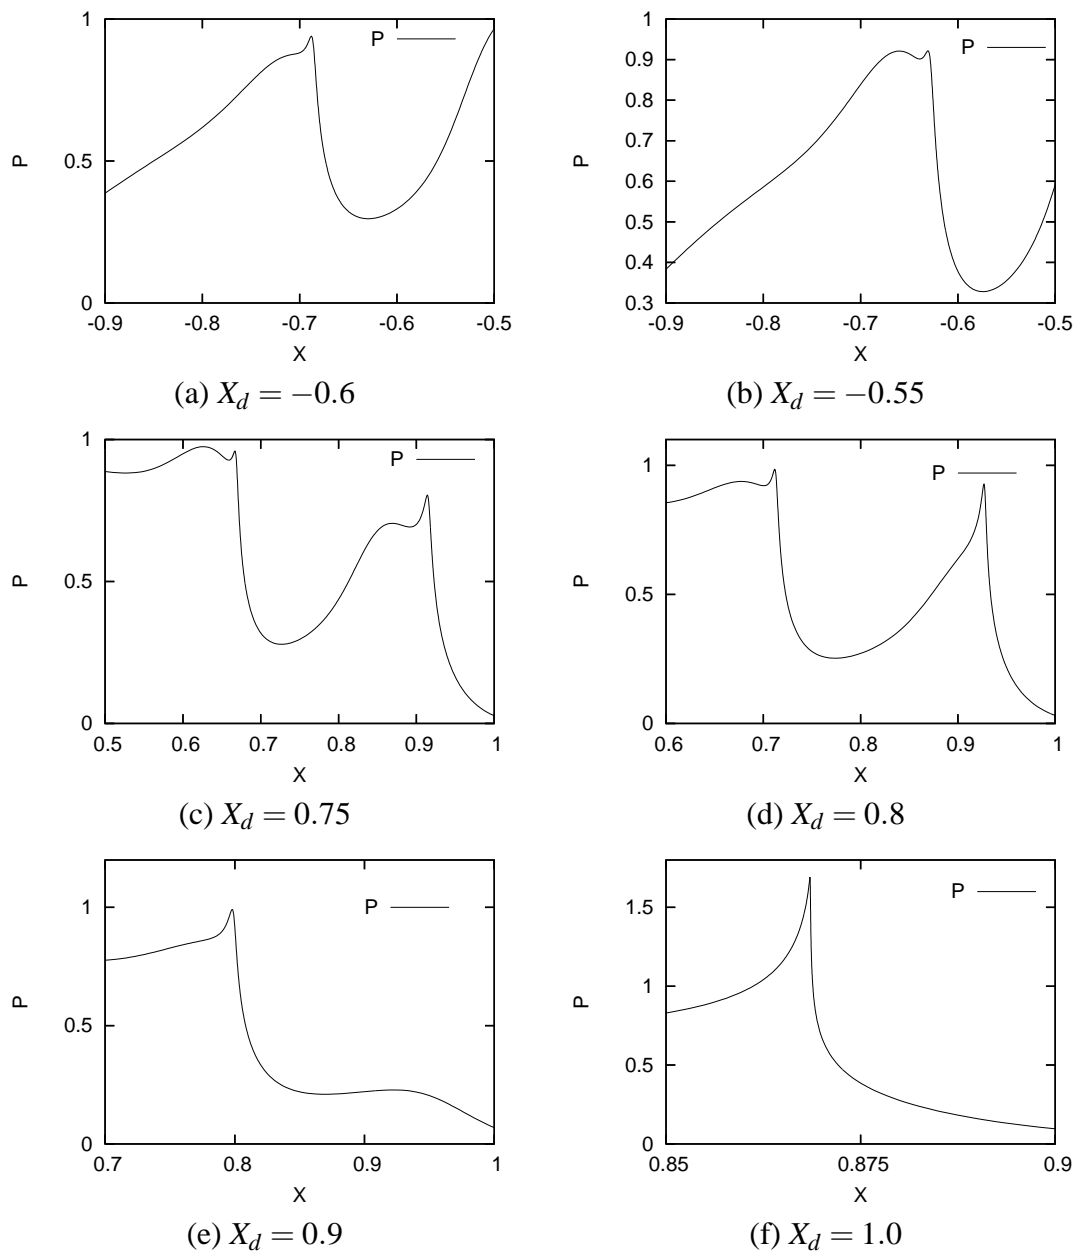 1
0.5
0
P
P
-0.9 -0.8 -0.7 -0.6 -0.5
X
(a) X_d = −0.6
1
0.9
0.8
0.7
0.6
0.5
0.4
0.3
P
P
-0.9 -0.8 -0.7 -0.6 -0.5
X
(b) X_d = −0.55
1
0.5
0
P
P
0.5 0.6 0.7 0.8 0.9 1
X
(c) X_d = 0.75
1
0.5
0
P
P
0.6 0.7 0.8 0.9 1
X
(d) X_d = 0.8
1
0.5
0
P
P
0.7 0.8 0.9 1
X
(e) X_d = 0.9
1.5
1
0.5
0
P
P
0.85 0.875 0.9
X
(f) X_d = 1.0